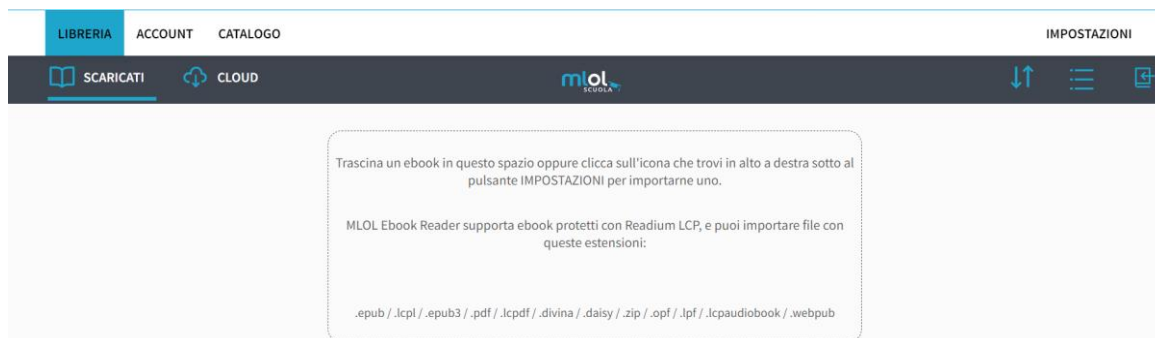 LIBRERIA ACCOUNT CATALOGO IMPOSTAZIONI
SCARICATI CLOUD mlol SCUOLA
Trascina un ebook in questo spazio oppure clicca sull'icona che trovi in alto a destra sotto al
pulsante IMPOSTAZIONI per importarne uno.
MLOL Ebook Reader supporta ebook protetti con Readium LCP, e puoi importare file con
queste estensioni:
.epub / .lcpl / .epub3 / .pdf / .lcpdf / .divina / .daisy / .zip / .opf / .lpf / .lcpaudiobook / .webpub